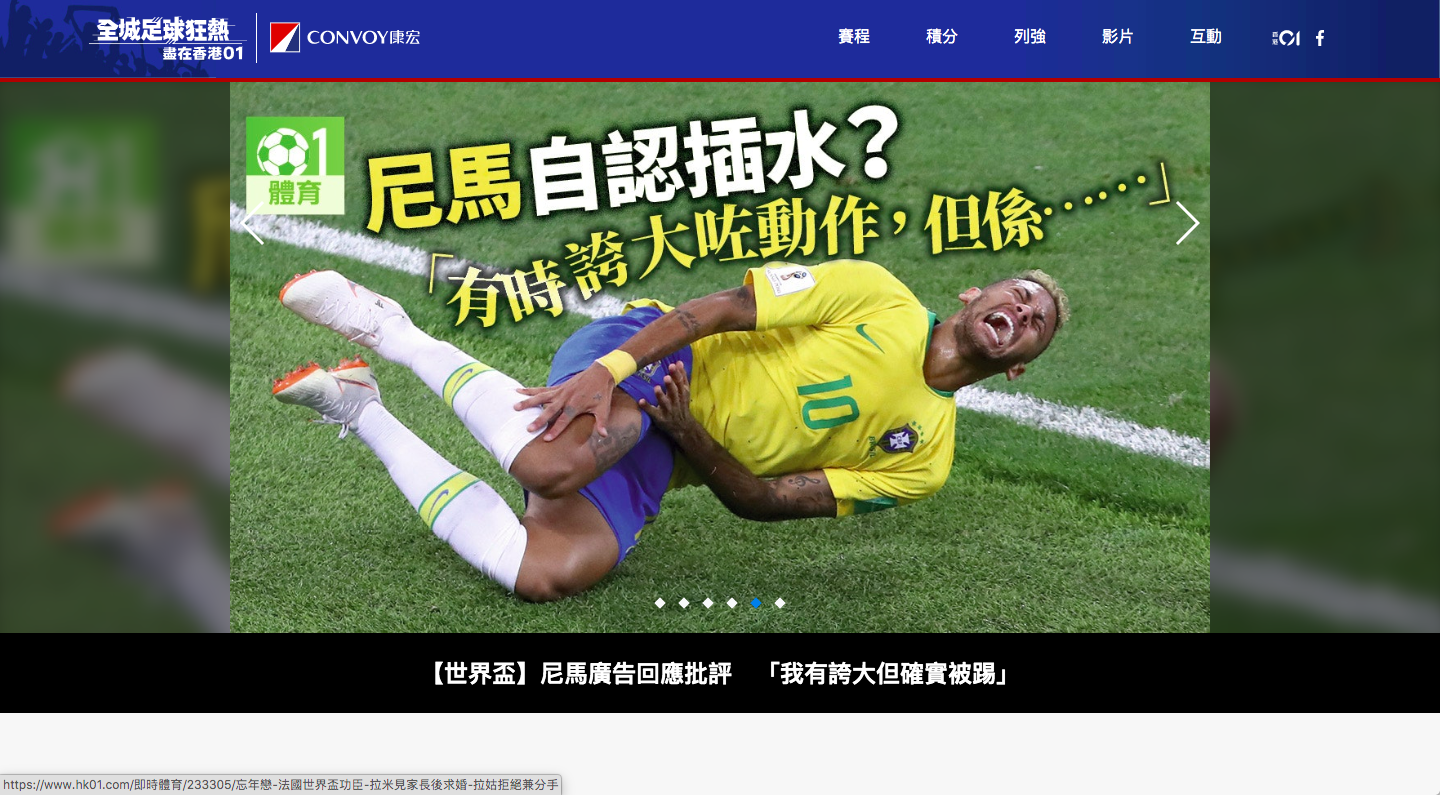 全城足球狂熱
盡在香港01
CONVOY康宏
賽程
積分
列強
影片
互動
香港01
f
01
體育
尼馬自認插水？
「有時誇大咗動作，但係⋯⋯」
10
【世界盃】尼馬廣告回應批評　「我有誇大但確實被踢」
https://www.hk01.com/即時體育/233305/忘年戀-法國世界盃功臣-拉米見家長後求婚-拉姑拒絕兼分手